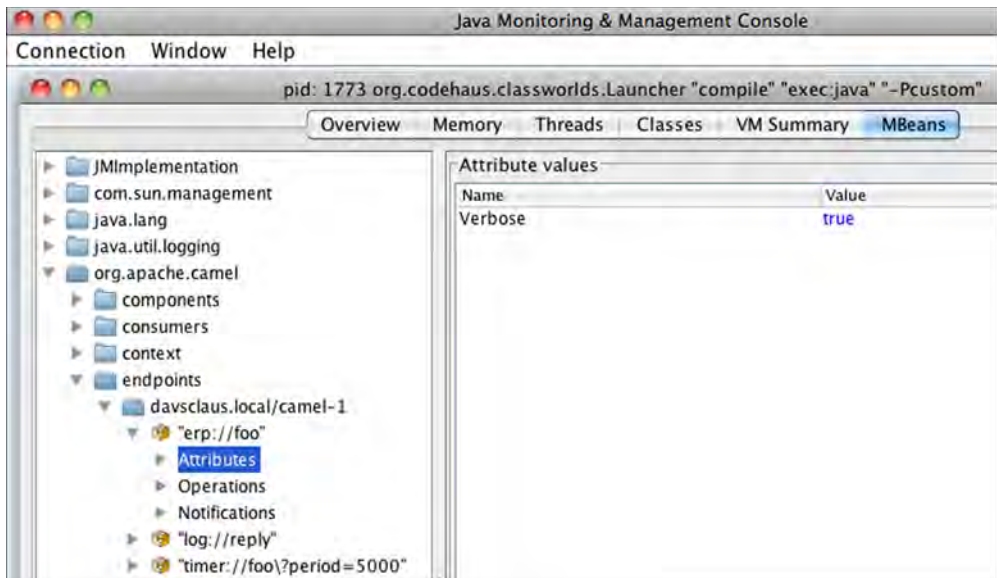 Java Monitoring & Management Console
Connection Window Help
pid: 1773 org.codehaus.classworlds.Launcher "compile" "exec:java" "-Pcustom"
Overview Memory Threads Classes VM Summary MBeans
JMImplementation
com.sun.management
java.lang
java.util.logging
org.apache.camel
components
consumers
context
endpoints
davsclaus.local/camel-1
"erp://foo"
Attributes
Operations
Notifications
"log://reply"
"timer://foo\?period=5000"
Attribute values
Name Value
Verbose true